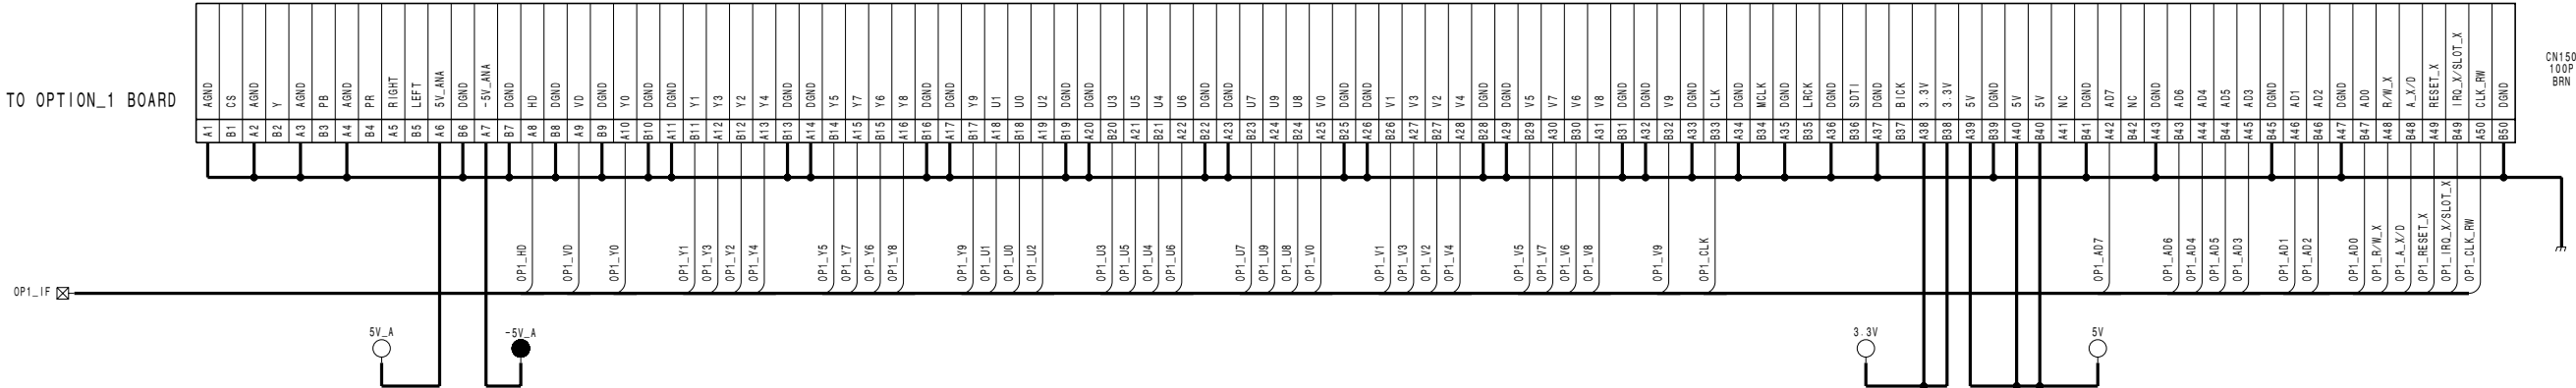 TO OPTION_1 BOARD
CN150
100P
BRN
A1 AGND
B1 CS
A2 AGND
B2 Y
A3 AGND
B3 PB
A4 AGND
B4 PR
A5 RIGHT
B5 LEFT
A6 5V_ANA
B6 DGND
A7 -5V_ANA
B7 DGND
A8 HD
B8 DGND
A9 VD
B9 DGND
A10 Y0
B10 DGND
A11 DGND
B11 Y1
A12 Y3
B12 Y2
A13 Y4
B13 DGND
A14 DGND
B14 Y5
A15 Y7
B15 Y6
A16 Y8
B16 DGND
A17 DGND
B17 Y9
A18 U1
B18 U0
A19 U2
B19 DGND
A20 DGND
B20 U3
A21 U5
B21 U4
A22 U6
B22 DGND
A23 DGND
B23 U7
A24 U9
B24 U8
A25 V0
B25 DGND
A26 DGND
B26 V1
A27 V3
B27 V2
A28 V4
B28 DGND
A29 DGND
B29 V5
A30 V7
B30 V6
A31 V8
B31 DGND
A32 DGND
B32 V9
A33 DGND
B33 CLK
A34 DGND
B34 MCLK
A35 DGND
B35 LRCK
A36 DGND
B36 SDTI
A37 DGND
B37 BICK
A38 3.3V
B38 3.3V
A39 5V
B39 DGND
A40 5V
B40 5V
A41 NC
B41 DGND
A42 AD7
B42 NC
A43 DGND
B43 AD6
A44 AD4
B44 AD5
A45 AD3
B45 DGND
A46 AD1
B46 AD2
A47 DGND
B47 AD0
A48 R/W_X
B48 A_X/D
A49 RESET_X
B49 IRQ_X/SLOT_X
A50 CLK_RW
B50 DGND
OP1_HD
OP1_VD
OP1_Y0
OP1_Y1
OP1_Y3
OP1_Y2
OP1_Y4
OP1_Y5
OP1_Y7
OP1_Y6
OP1_Y8
OP1_Y9
OP1_U1
OP1_U0
OP1_U2
OP1_U3
OP1_U5
OP1_U4
OP1_U6
OP1_U7
OP1_U9
OP1_U8
OP1_V0
OP1_V1
OP1_V3
OP1_V2
OP1_V4
OP1_V5
OP1_V7
OP1_V6
OP1_V8
OP1_V9
OP1_CLK
OP1_AD7
OP1_AD6
OP1_AD4
OP1_AD5
OP1_AD3
OP1_AD1
OP1_AD2
OP1_AD0
OP1_R/W_X
OP1_A_X/D
OP1_RESET_X
OP1_IRQ_X/SLOT_X
OP1_CLK_RW
OP1_IF
5V_A
-5V_A
3.3V
5V